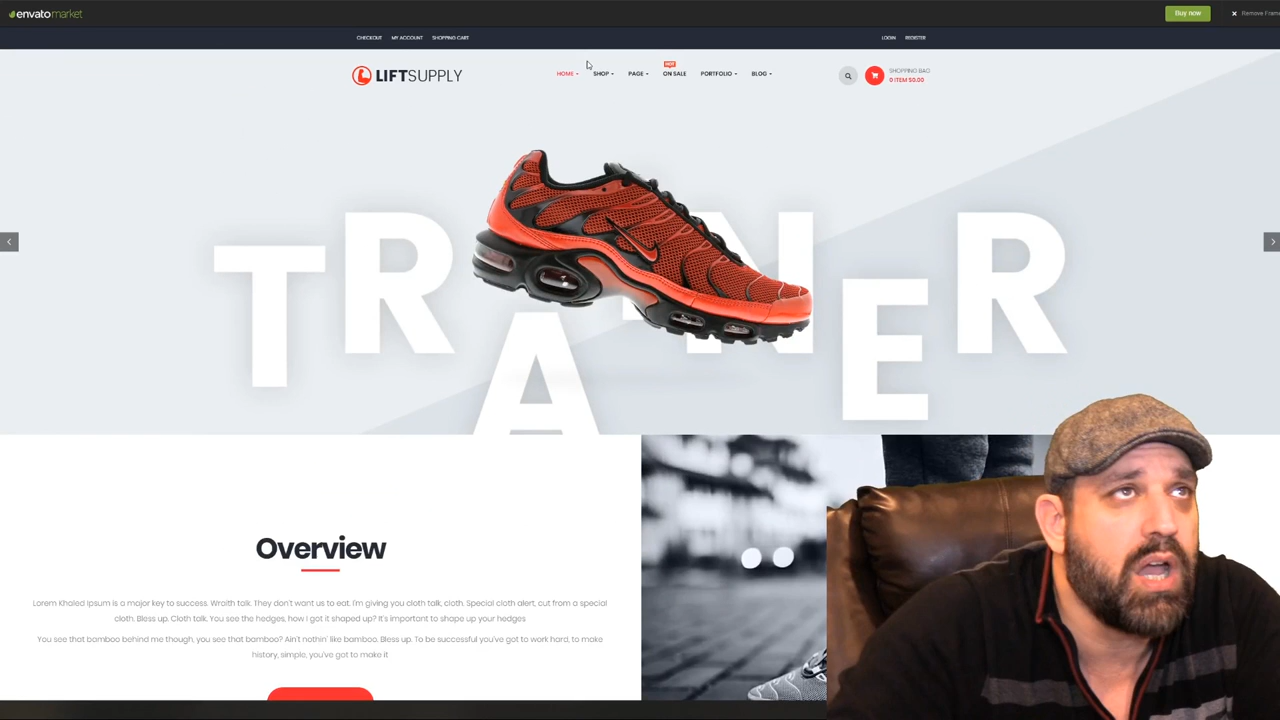 envato market
Buy now
Remove Frame
CHECKOUT MY ACCOUNT SHOPPING CART
LOGIN REGISTER
LIFTSUPPLY
HOME SHOP PAGE HOT ON SALE PORTFOLIO BLOG
SHOPPING BAG
0 ITEM $0.00
TRAINER
Overview
Lorem Khaled Ipsum is a major key to success. Wraith talk. They don't want us to eat. I'm giving you cloth talk, cloth. Special cloth alert, cut from a special
cloth. Bless up. Cloth talk. You see the hedges, how I got it shaped up? It's important to shape up your hedges
You see that bamboo behind me though, you see that bamboo? Ain't nothin' like bamboo. Bless up. To be successful you've got to work hard, to make
history, simple, you've got to make it